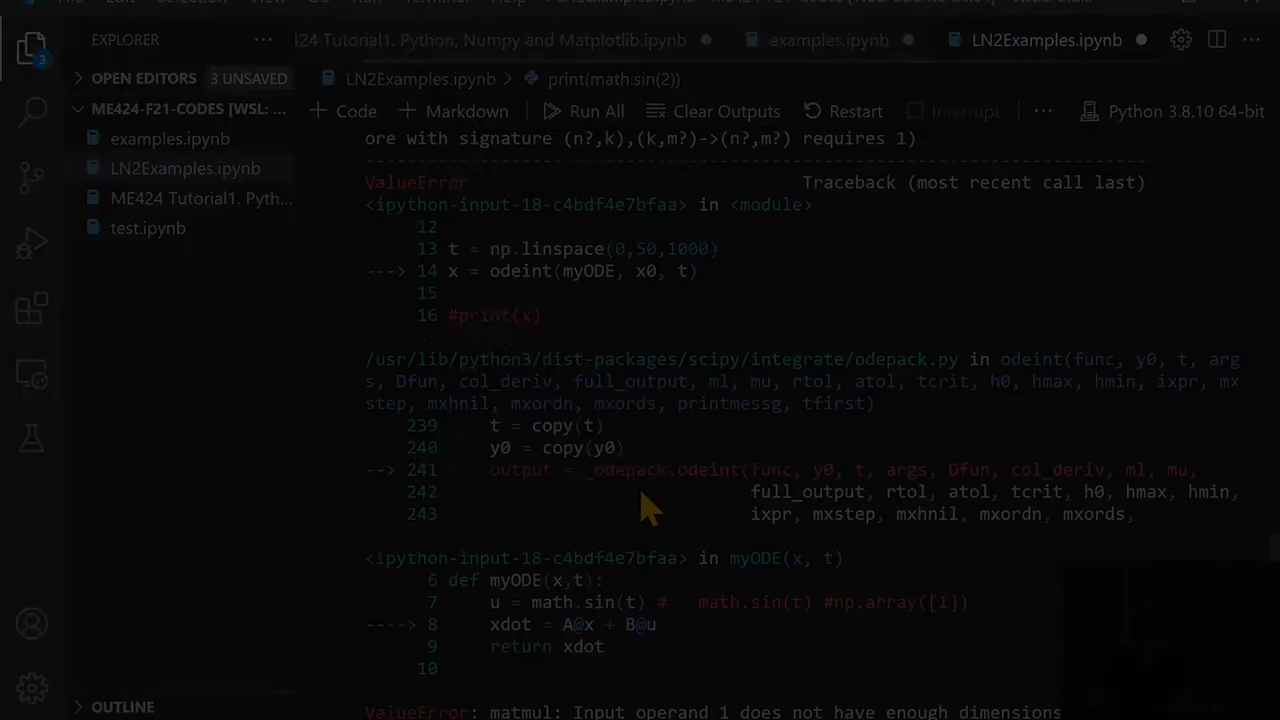 EXPLORER
OPEN EDITORS 3 UNSAVED
ME424-F21-CODES [WSL: ...
examples.ipynb
LN2Examples.ipynb
ME424 Tutorial1. Pyth...
test.ipynb
OUTLINE
3
24 Tutorial1. Python, Numpy and Matplotlib.ipynb
examples.ipynb
LN2Examples.ipynb
LN2Examples.ipynb > print(math.sin(2))
+ Code + Markdown Run All Clear Outputs Restart Interrupt ... Python 3.8.10 64-bit
ore with signature (n?,k),(k,m?)->(n?,m?) requires 1)
---------------------------------------------------------------------------
ValueError Traceback (most recent call last)
<ipython-input-18-c4bdf4e7bfaa> in <module>
12
13 t = np.linspace(0,50,1000)
---> 14 x = odeint(myODE, x0, t)
15
16 #print(x)
/usr/lib/python3/dist-packages/scipy/integrate/odepack.py in odeint(func, y0, t, arg
s, Dfun, col_deriv, full_output, ml, mu, rtol, atol, tcrit, h0, hmax, hmin, ixpr, mx
step, mxhnil, mxordn, mxords, printmessg, tfirst)
239 t = copy(t)
240 y0 = copy(y0)
--> 241 output = _odepack.odeint(func, y0, t, args, Dfun, col_deriv, ml, mu,
242 full_output, rtol, atol, tcrit, h0, hmax, hmin,
243 ixpr, mxstep, mxhnil, mxordn, mxords,
<ipython-input-18-c4bdf4e7bfaa> in myODE(x, t)
6 def myODE(x,t):
7 u = math.sin(t) # math.sin(t) #np.array([1])
----> 8 xdot = A@x + B@u
9 return xdot
10
ValueError: matmul: Input operand 1 does not have enough dimensions